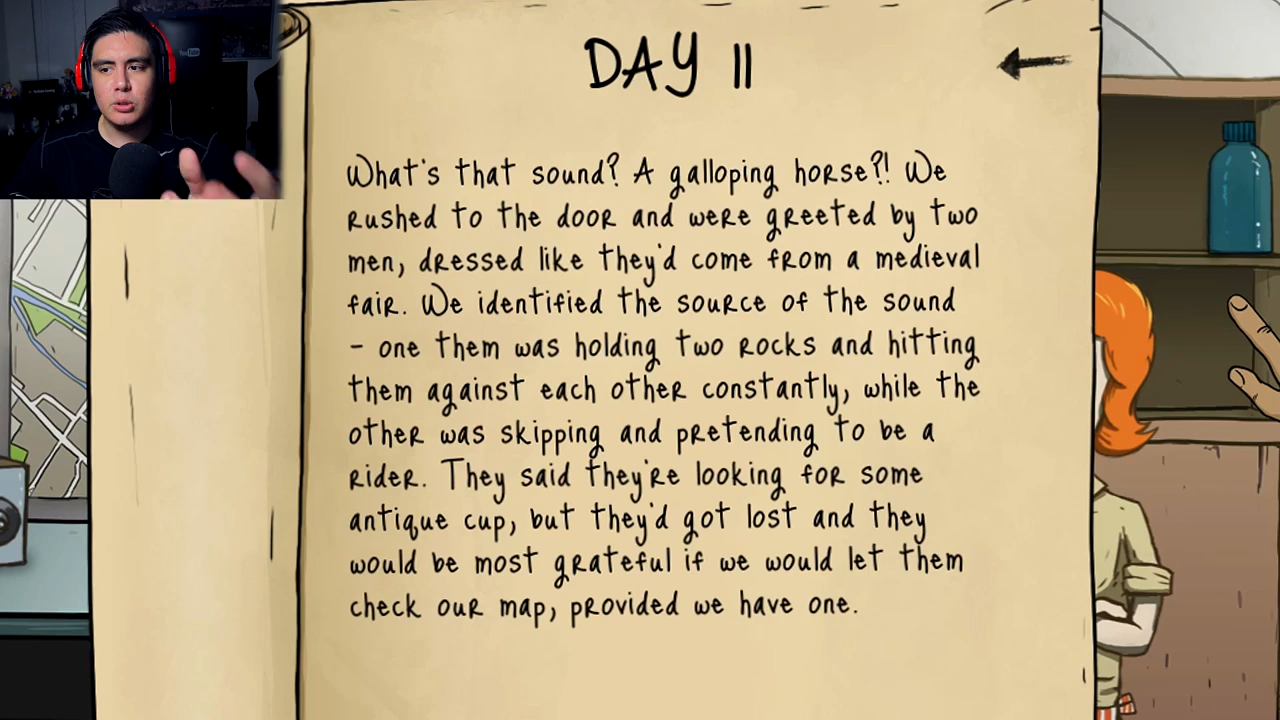 YouTube
DAY 11
What's that sound? A galloping horse?! We
rushed to the door and were greeted by two
men, dressed like they'd come from a medieval
fair. We identified the source of the sound
- one them was holding two rocks and hitting
them against each other constantly, while the
other was skipping and pretending to be a
rider. They said they're looking for some
antique cup, but they'd got lost and they
would be most grateful if we would let them
check our map, provided we have one.